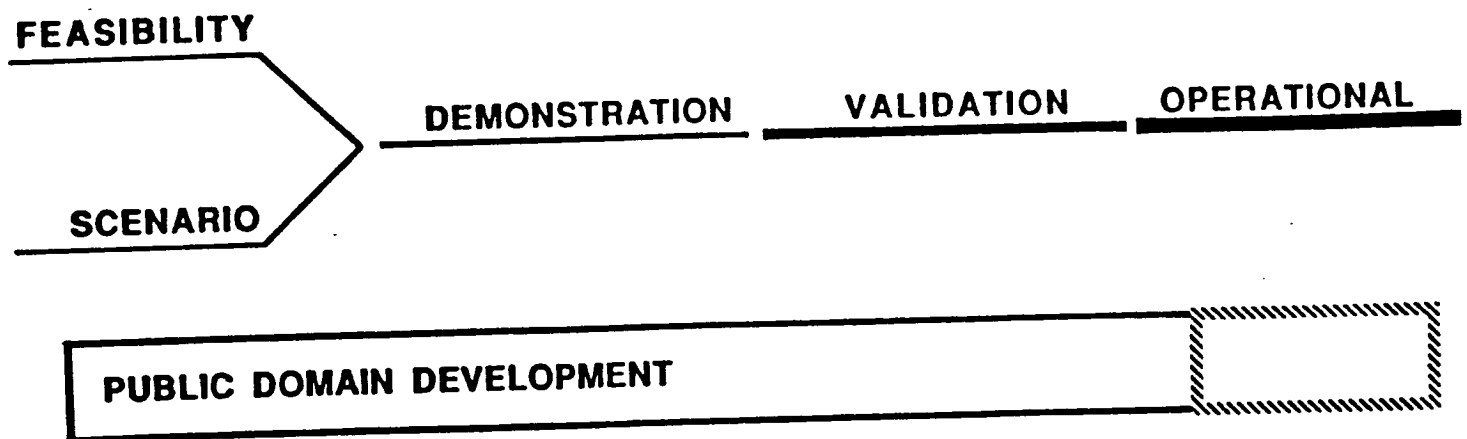 FEASIBILITY
DEMONSTRATION
VALIDATION
OPERATIONAL
SCENARIO
PUBLIC DOMAIN DEVELOPMENT